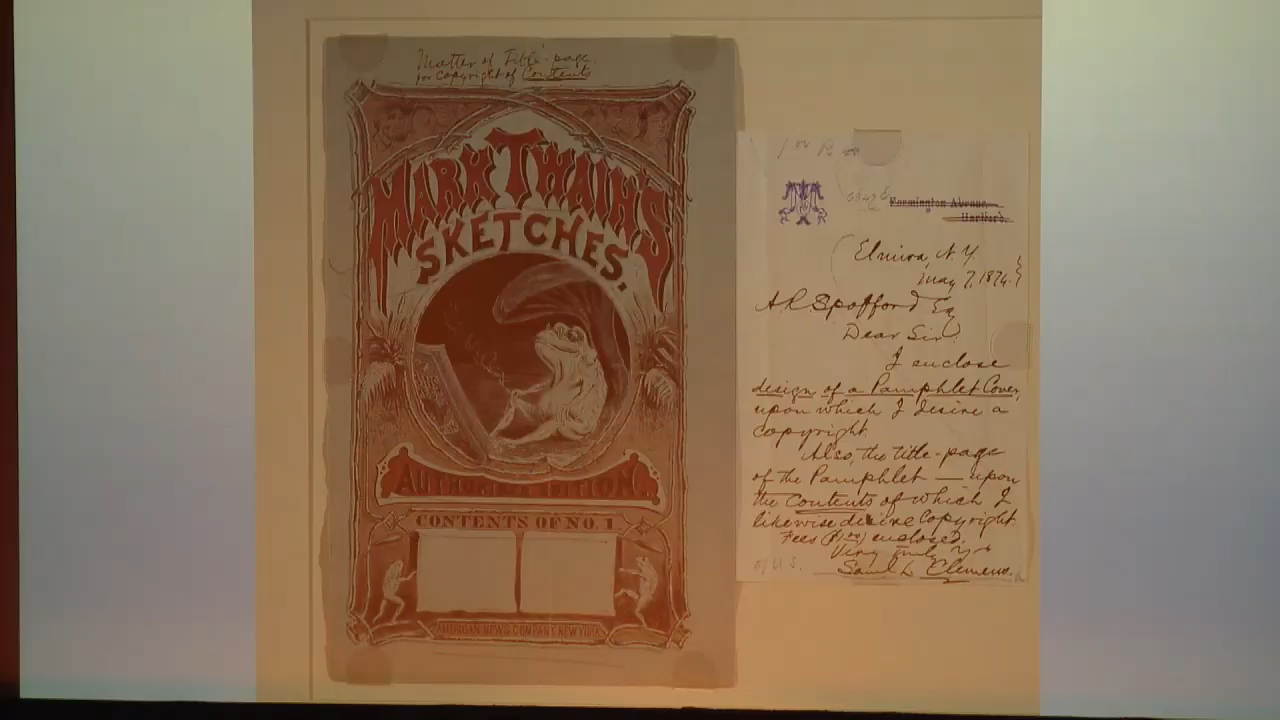 Matter of Title-page
for Copyright of Contents
MARK TWAIN'S
SKETCHES.
AUTHORIZED EDITION.
CONTENTS OF NO. 1.
AMERICAN NEWS COMPANY, NEW YORK
Farmington Avenue,
Hartford.
Elmira, N.Y.
May 7, 1874.
A R Spofford Esq
Dear Sir:
I enclose
design of a Pamphlet Cover,
upon which I desire a
copyright.
Also, the title-page
of the Pamphlet — upon
the Contents of which I
likewise desire copyright.
Fees enclosed.
Very truly Yrs
Saml L. Clemens.
of U.S.